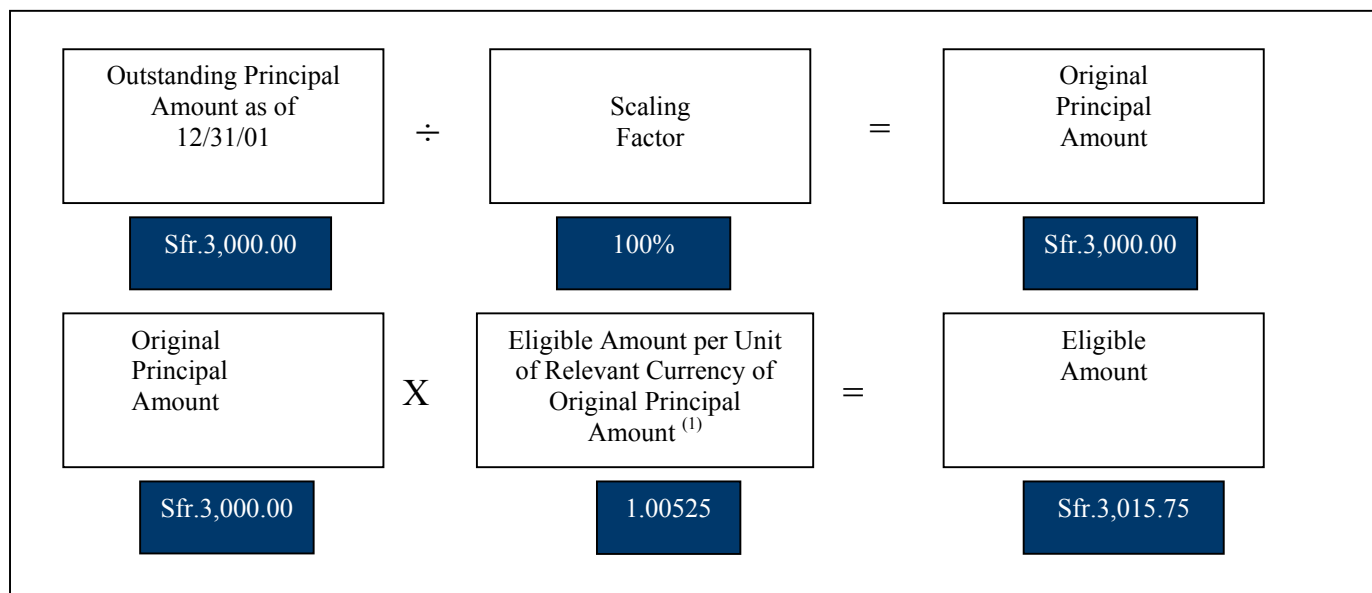 Outstanding Principal
Amount as of
12/31/01
÷
Scaling
Factor
=
Original
Principal
Amount
Sfr.3,000.00
100%
Sfr.3,000.00
Original
Principal
Amount
X
Eligible Amount per Unit
of Relevant Currency of
Original Principal
Amount (1)
=
Eligible
Amount
Sfr.3,000.00
1.00525
Sfr.3,015.75